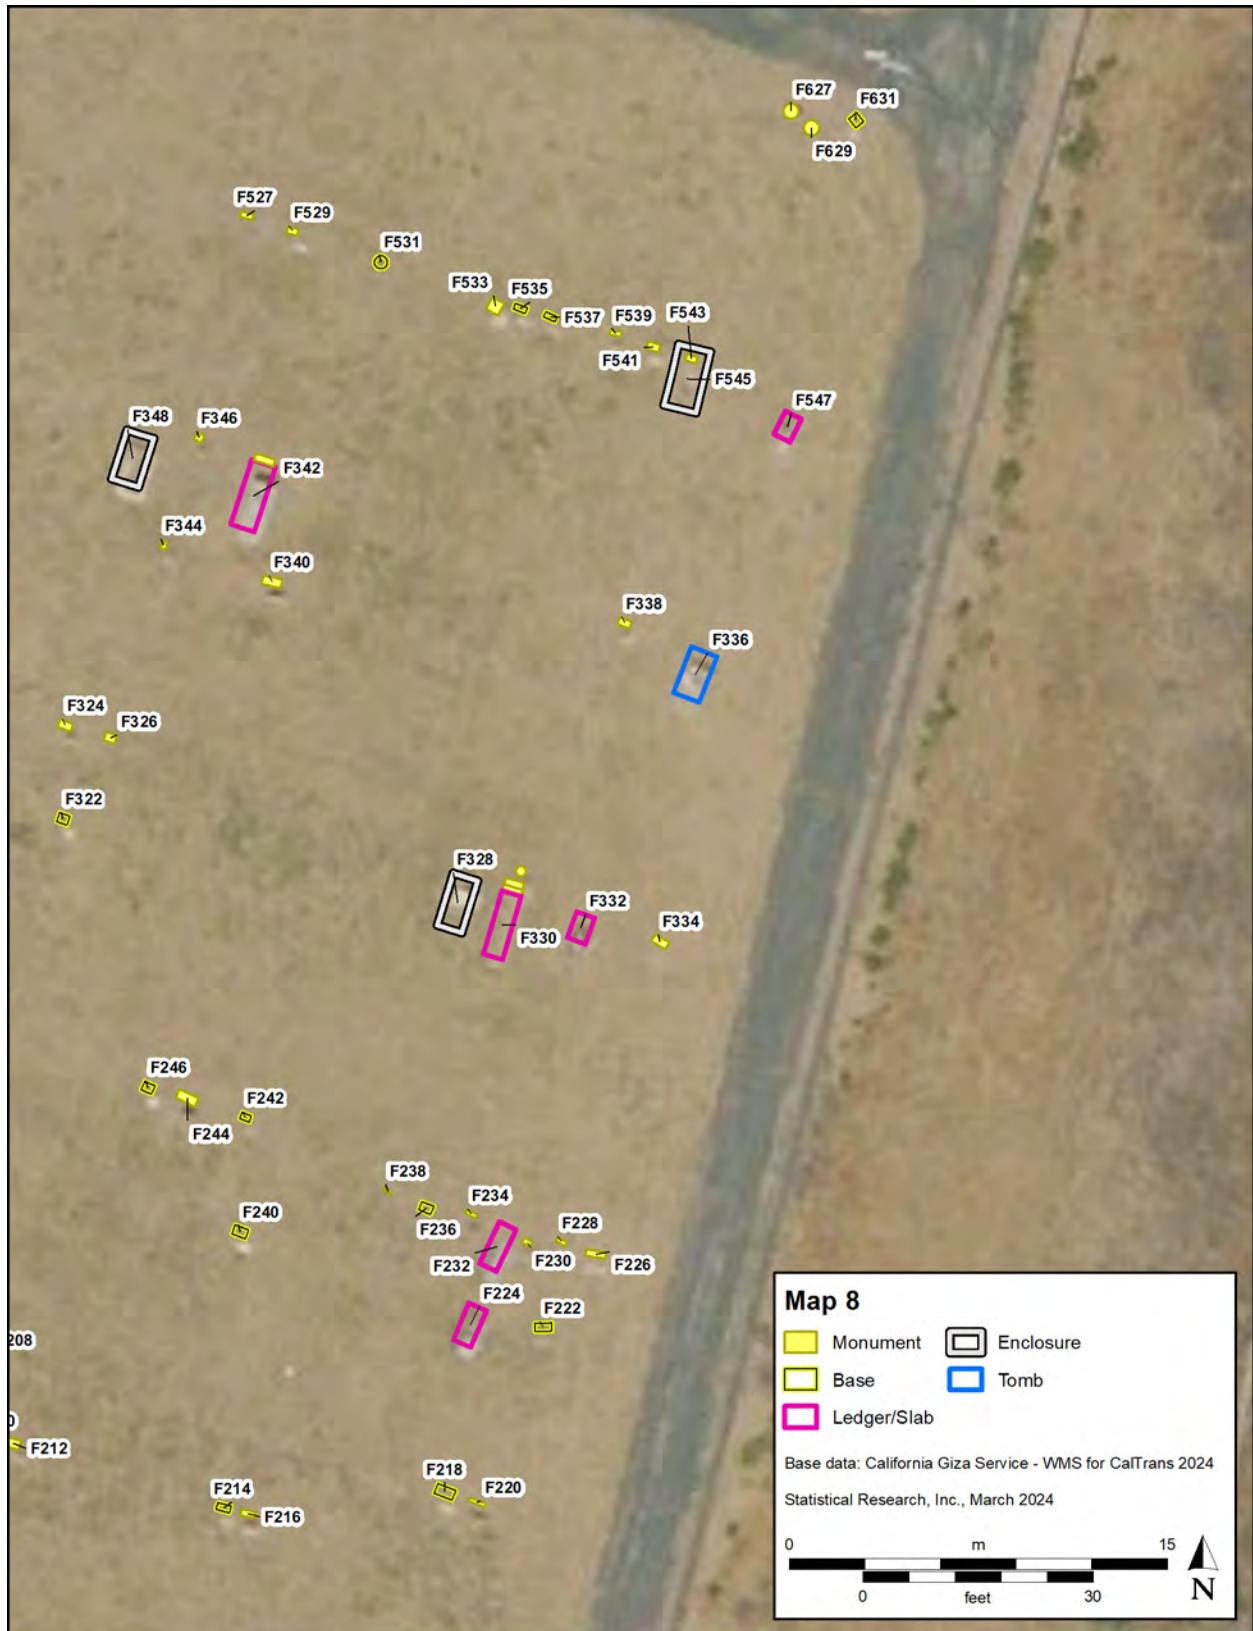 F627
F631
F629
F527
F529
F531
F533
F535
F537
F539
F543
F541
F545
F547
F348
F346
F342
F344
F340
F338
F336
F324
F326
F322
F328
F332
F330
F334
F246
F242
F244
F238
F234
F236
F240
F228
F232
F230
F226
F224
F222
208
F212
F218
F214
F220
F216
Map 8
Monument
Enclosure
Base
Tomb
Ledger/Slab
Base data: California Giza Service - WMS for CalTrans 2024
Statistical Research, Inc., March 2024
0 m 15
0 feet 30
N